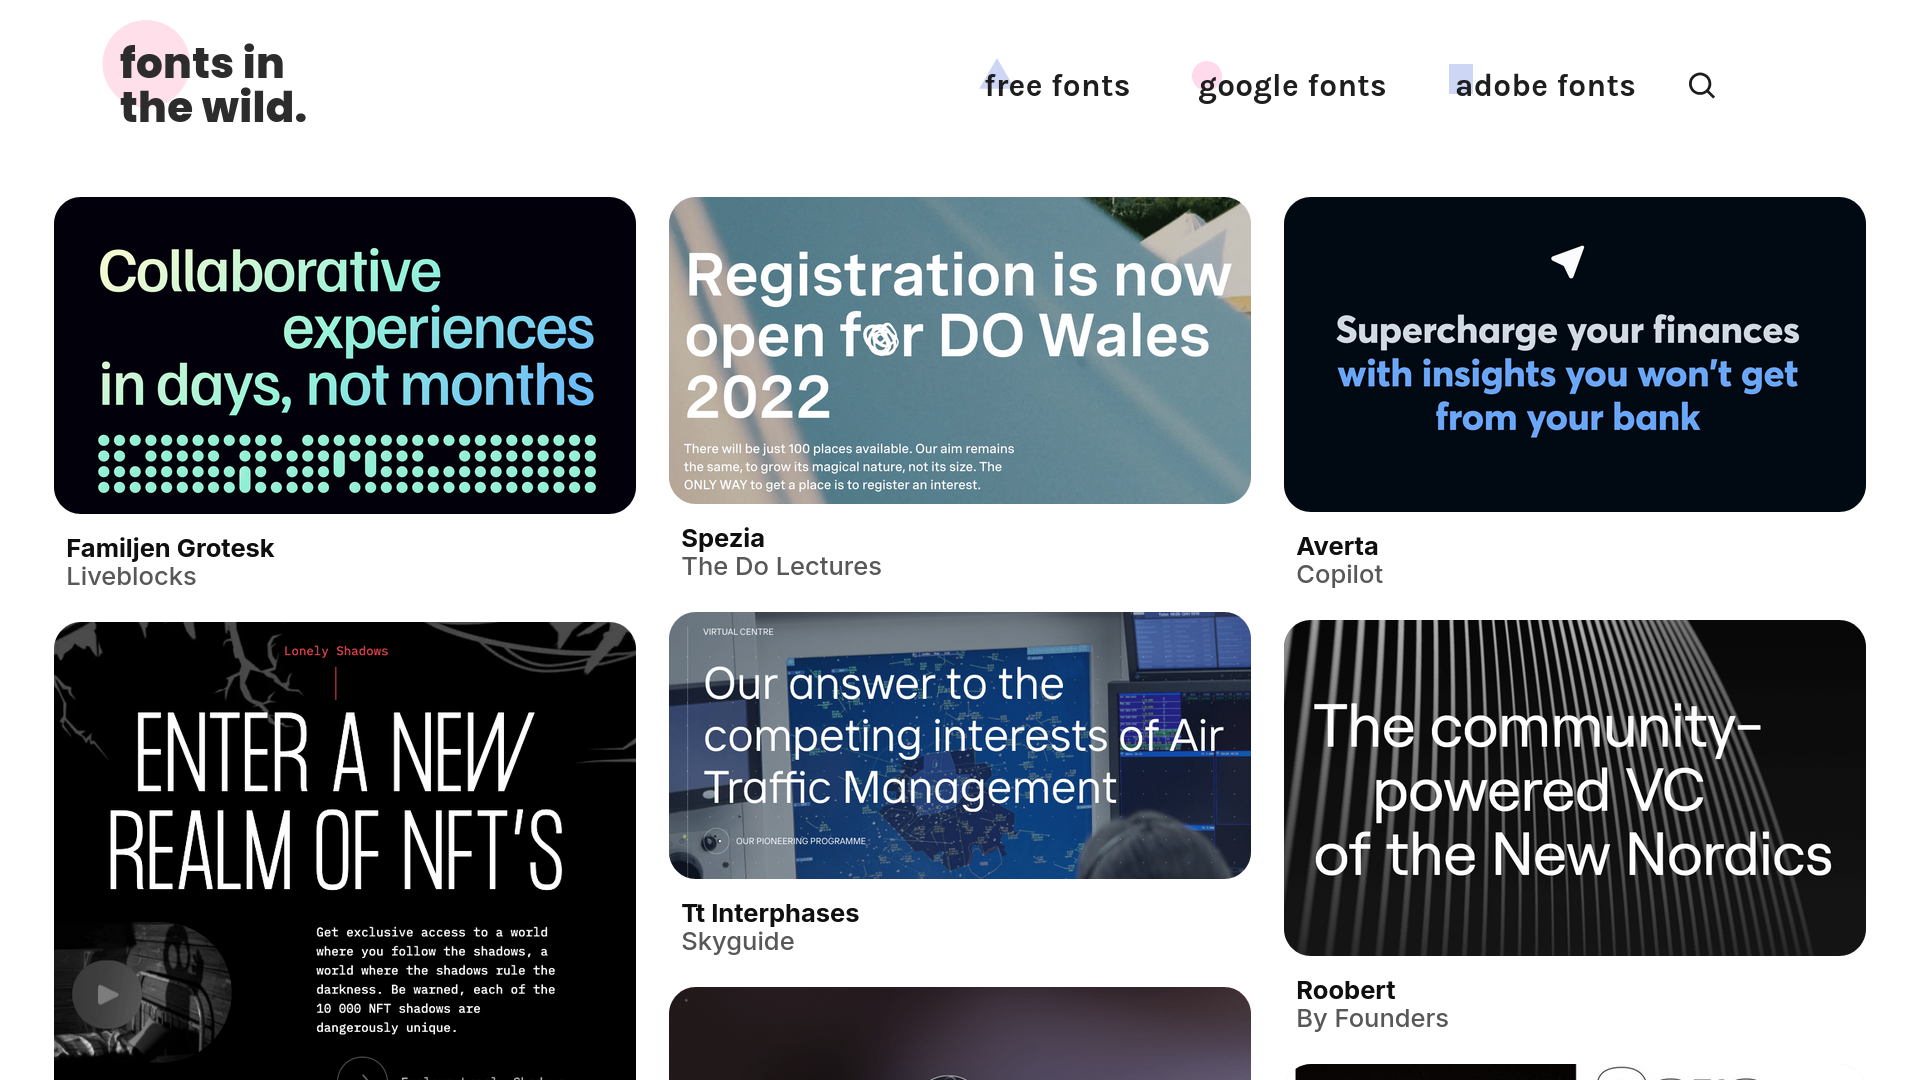 fonts in
the wild.
free fonts
google fonts
adobe fonts
Collaborative
experiences
in days, not months
Familjen Grotesk
Liveblocks
Registration is now
open for DO Wales
2022
There will be just 100 places available. Our aim remains
the same, to grow its magical nature, not its size. The
ONLY WAY to get a place is to register an interest.
Spezia
The Do Lectures
Supercharge your finances
with insights you won't get
from your bank
Averta
Copilot
Lonely Shadows
ENTER A NEW
REALM OF NFT'S
Get exclusive access to a world
where you follow the shadows, a
world where the shadows rule the
darkness. Be warned, each of the
10 000 NFT shadows are
dangerously unique.
VIRTUAL CENTRE
Our answer to the
competing interests of Air
Traffic Management
OUR PIONEERING PROGRAMME
Tt Interphases
Skyguide
The community-
powered VC
of the New Nordics
Roobert
By Founders